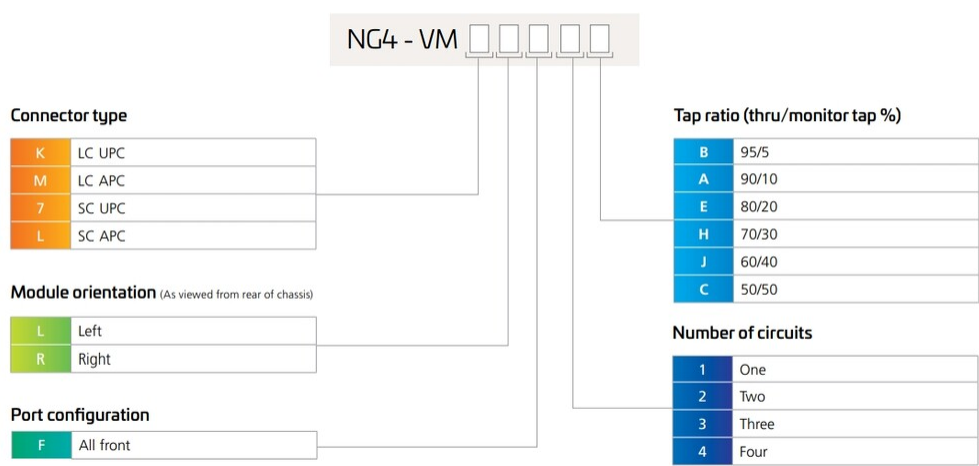 NG4 - VM
Connector type
K LC UPC
M LC APC
7 SC UPC
L SC APC
Module orientation (As viewed from rear of chassis)
L Left
R Right
Port configuration
F All front
Tap ratio (thru/monitor tap %)
B 95/5
A 90/10
E 80/20
H 70/30
J 60/40
C 50/50
Number of circuits
1 One
2 Two
3 Three
4 Four